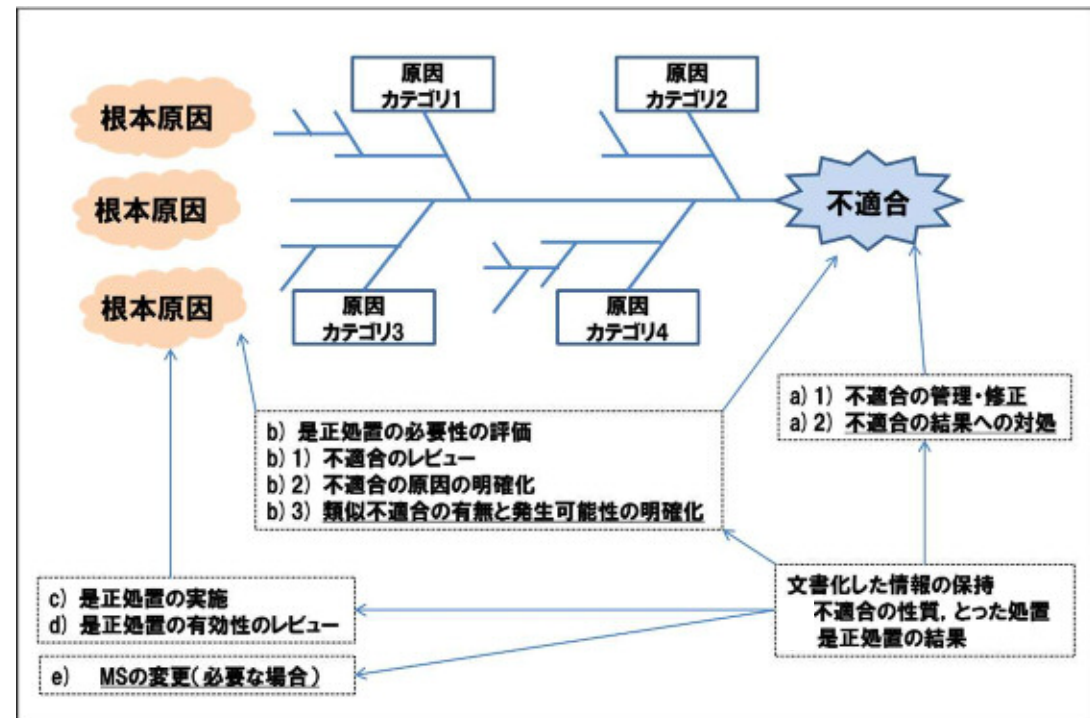 原因
カテゴリ1
原因
カテゴリ2
根本原因
根本原因
不適合
根本原因
原因
カテゴリ3
原因
カテゴリ4
a) 1) 不適合の管理・修正
a) 2) 不適合の結果への対処
b) 是正処置の必要性の評価
b) 1) 不適合のレビュー
b) 2) 不適合の原因の明確化
b) 3) 類似不適合の有無と発生可能性の明確化
文書化した情報の保持
不適合の性質，とった処置
是正処置の結果
c) 是正処置の実施
d) 是正処置の有効性のレビュー
e) MSの変更（必要な場合）